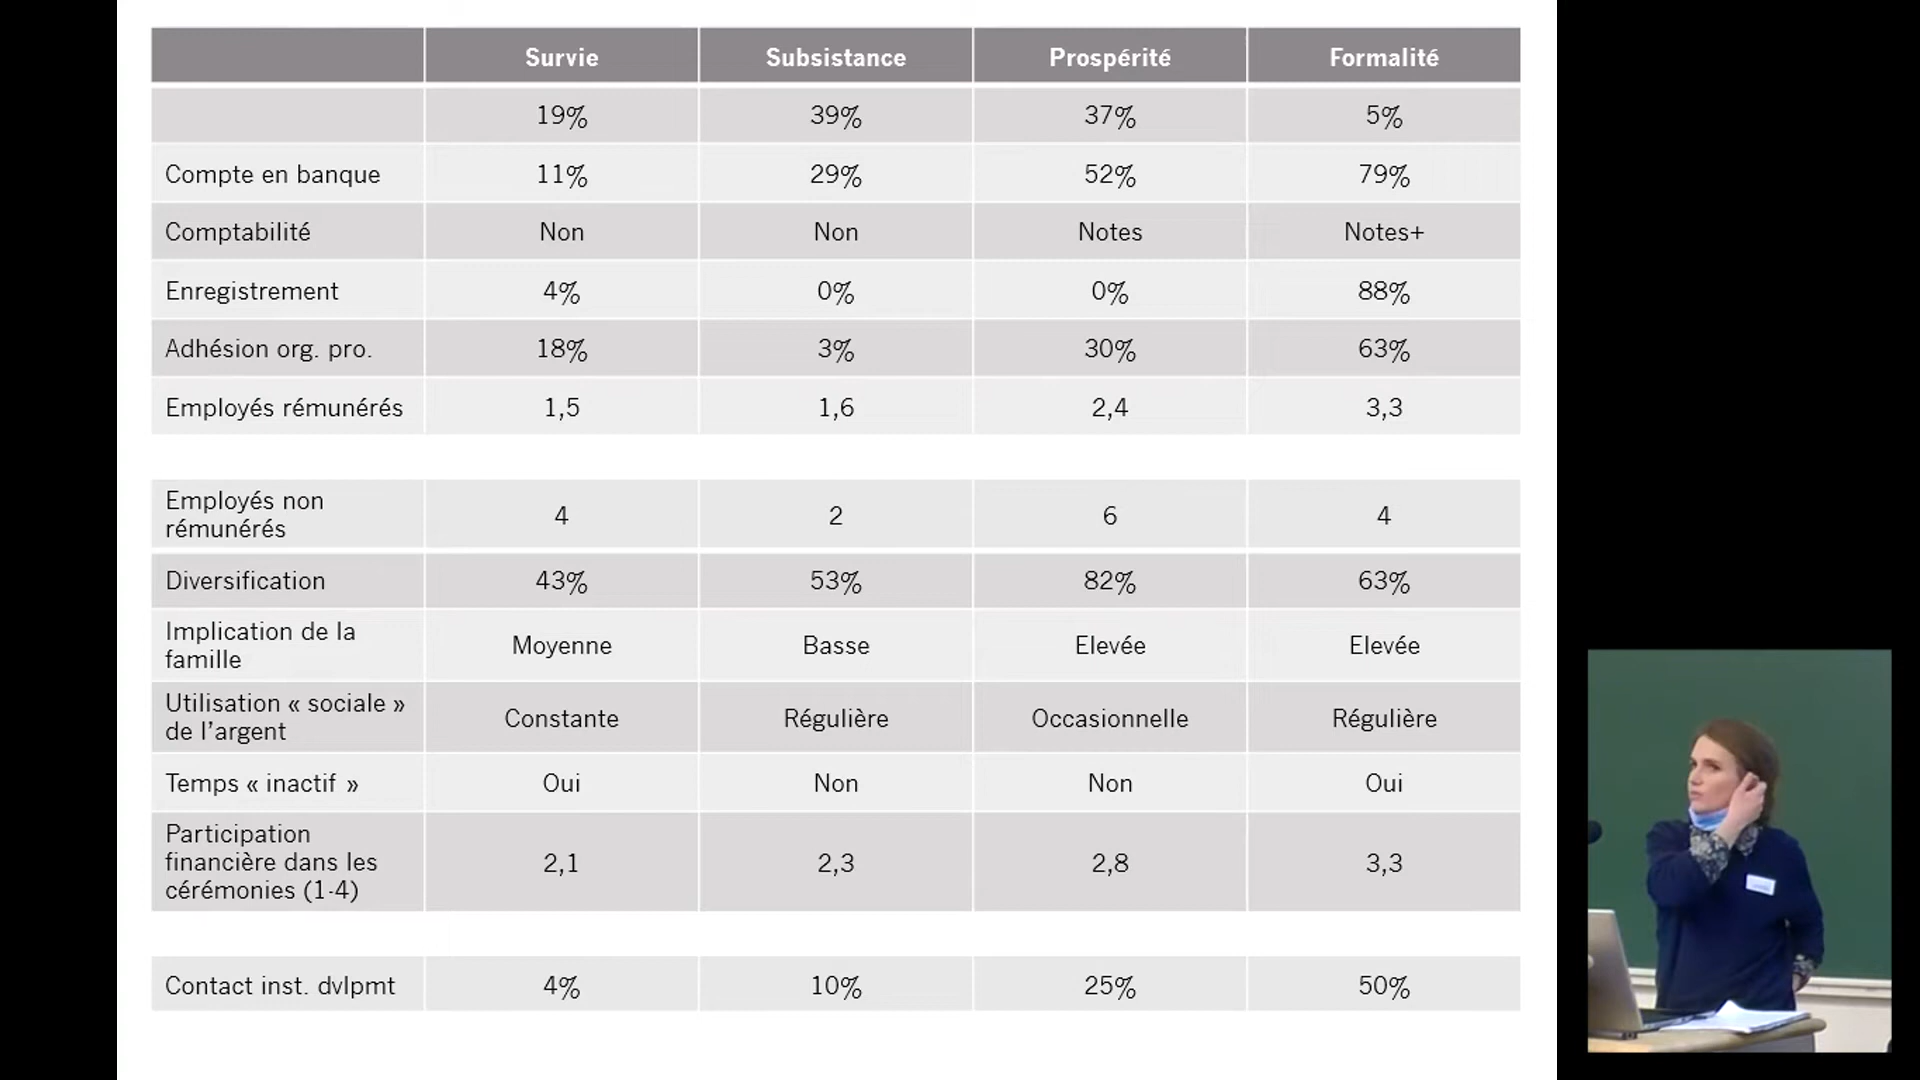 Survie Subsistance Prospérité Formalité
19% 39% 37% 5%
Compte en banque 11% 29% 52% 79%
Comptabilité Non Non Notes Notes+
Enregistrement 4% 0% 0% 88%
Adhésion org. pro. 18% 3% 30% 63%
Employés rémunérés 1,5 1,6 2,4 3,3
Employés non
rémunérés 4 2 6 4
Diversification 43% 53% 82% 63%
Implication de la
famille Moyenne Basse Elevée Elevée
Utilisation « sociale »
de l'argent Constante Régulière Occasionnelle Régulière
Temps « inactif » Oui Non Non Oui
Participation
financière dans les
cérémonies (1-4) 2,1 2,3 2,8 3,3
Contact inst. dvlpmt 4% 10% 25% 50%